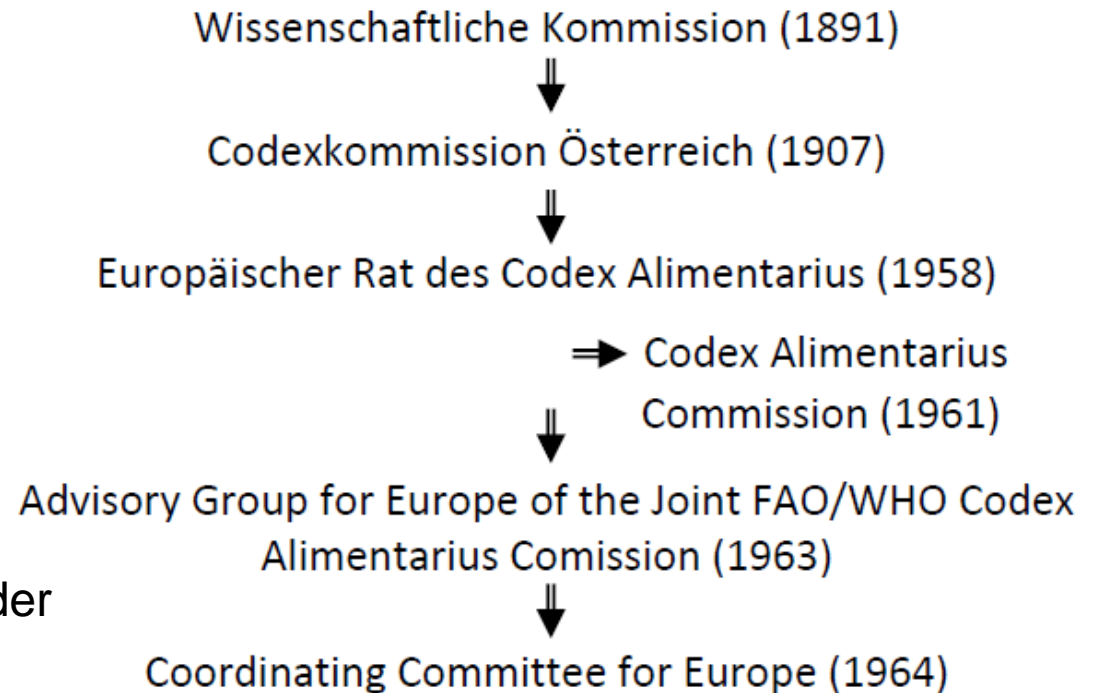 Wissenschaftliche Kommission (1891)
Codexkommission Österreich (1907)
Europäischer Rat des Codex Alimentarius (1958)
Codex Alimentarius
Commission (1961)
Advisory Group for Europe of the Joint FAO/WHO Codex
Alimentarius Comission (1963)
der
Coordinating Committee for Europe (1964)